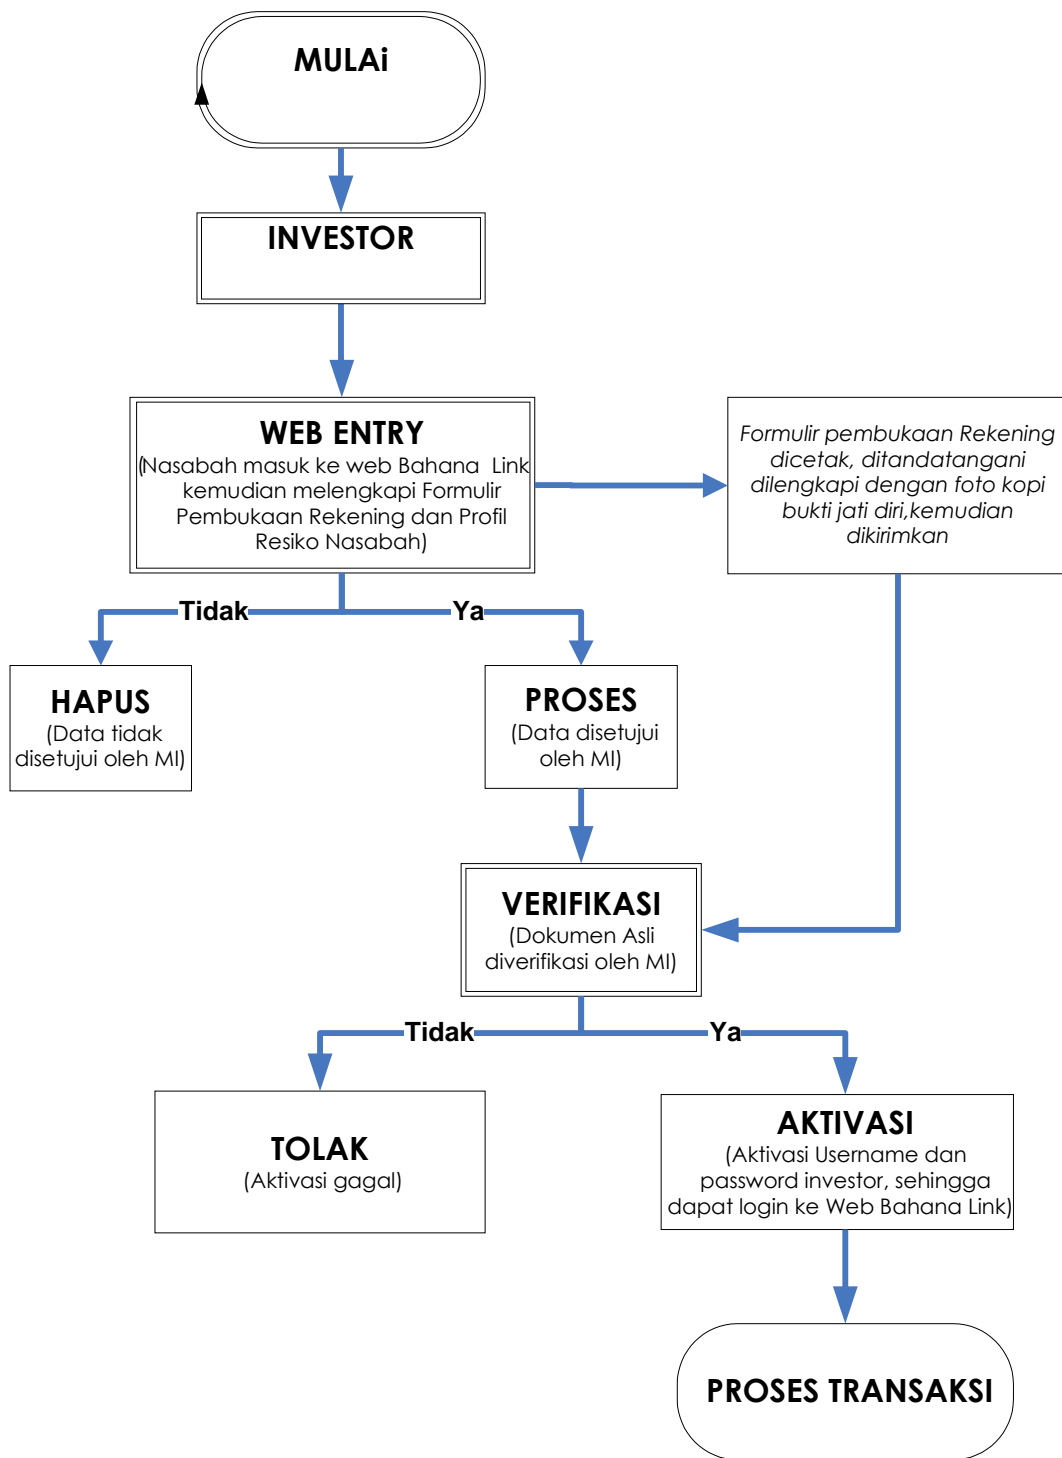 MULAi
INVESTOR
WEB ENTRY
(Nasabah masuk ke web Bahana Link
kemudian melengkapi Formulir
Pembukaan Rekening dan Profil
Resiko Nasabah)
Formulir pembukaan Rekening
dicetak, ditandatangani
dilengkapi dengan foto kopi
bukti jati diri,kemudian
dikirimkan
Tidak
Ya
HAPUS
(Data tidak
disetujui oleh MI)
PROSES
(Data disetujui
oleh MI)
VERIFIKASI
(Dokumen Asli
diverifikasi oleh MI)
Tidak
Ya
TOLAK
(Aktivasi gagal)
AKTIVASI
(Aktivasi Username dan
password investor, sehingga
dapat login ke Web Bahana Link)
PROSES TRANSAKSI